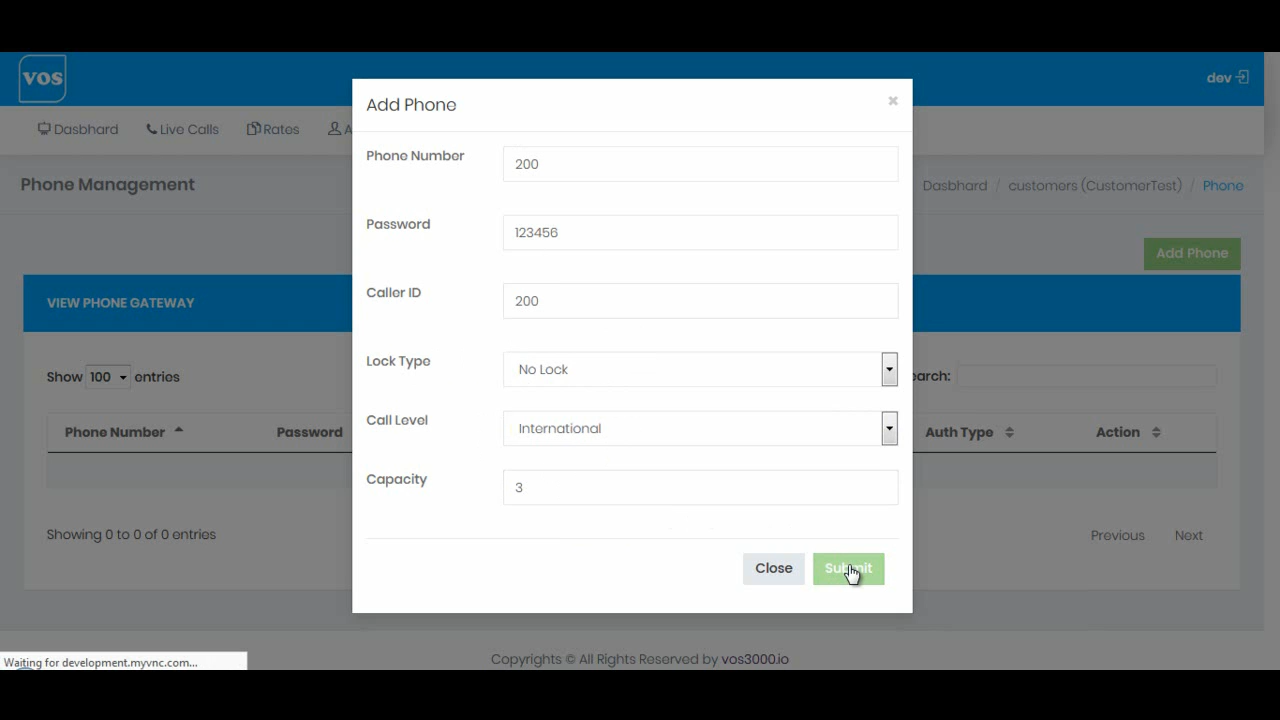 vos
dev
Dasbhard Live Calls Rates A
Add Phone ×
Phone Management
Dasbhard / customers (CustomerTest) / Phone
Phone Number 200
Password 123456
Caller ID 200
Lock Type No Lock
Call Level International
Capacity 3
Close Submit
Add Phone
VIEW PHONE GATEWAY
Show 100 entries
earch:
Phone Number Password Auth Type Action
Showing 0 to 0 of 0 entries
Previous Next
Waiting for development.myvnc.com...
Copyrights © All Rights Reserved by vos3000.io